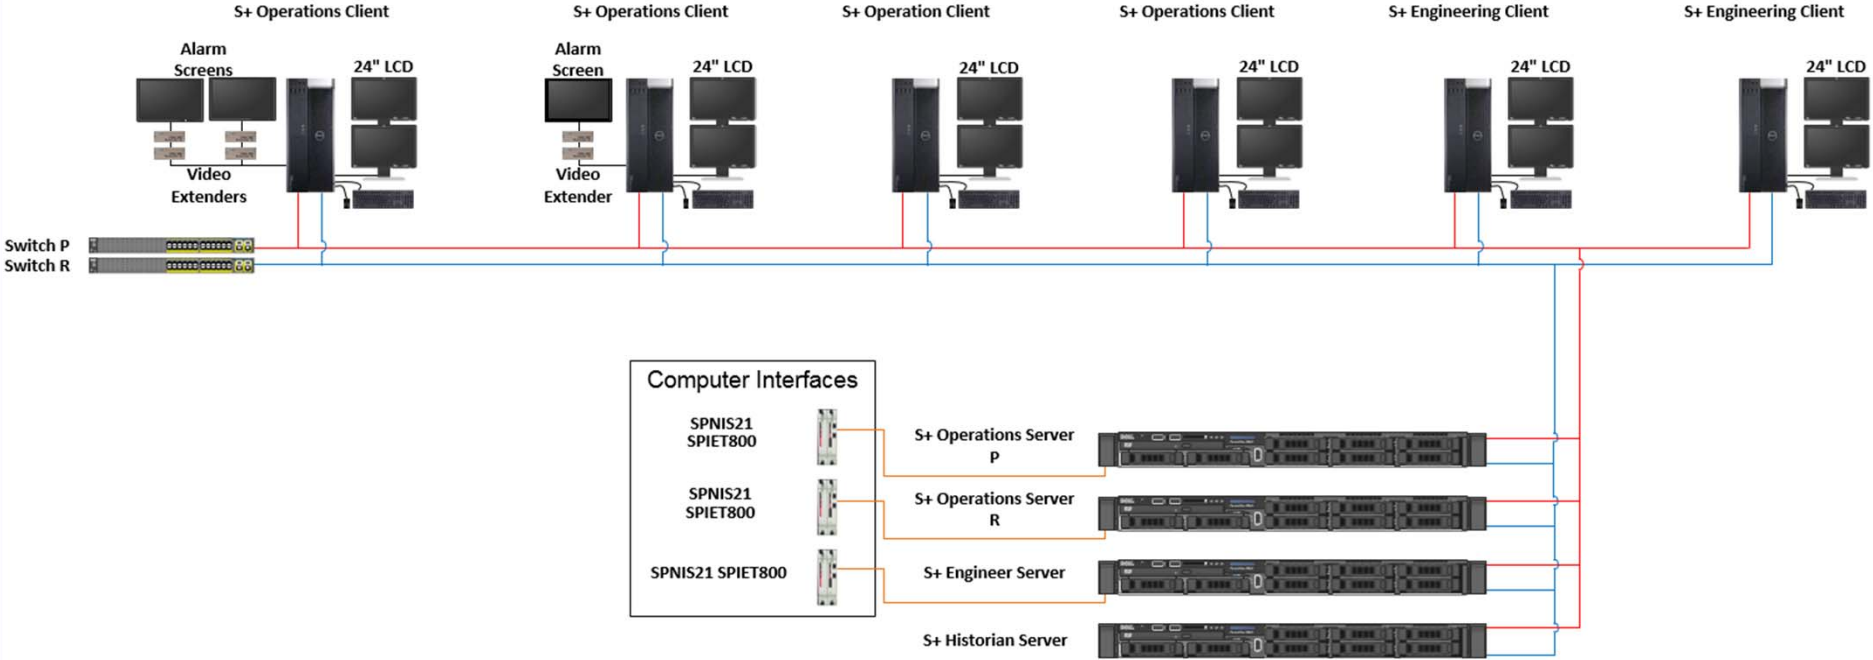 S+ Operations Client
S+ Operations Client
S+ Operation Client
S+ Operations Client
S+ Engineering Client
S+ Engineering Client
Alarm
Screens
24" LCD
Alarm
Screen
24" LCD
24" LCD
24" LCD
24" LCD
24" LCD
Video
Extenders
Video
Extender
Switch P
Switch R
Computer Interfaces
SPNIS21
SPIET800
S+ Operations Server
P
SPNIS21
SPIET800
S+ Operations Server
R
SPNIS21 SPIET800
S+ Engineer Server
S+ Historian Server